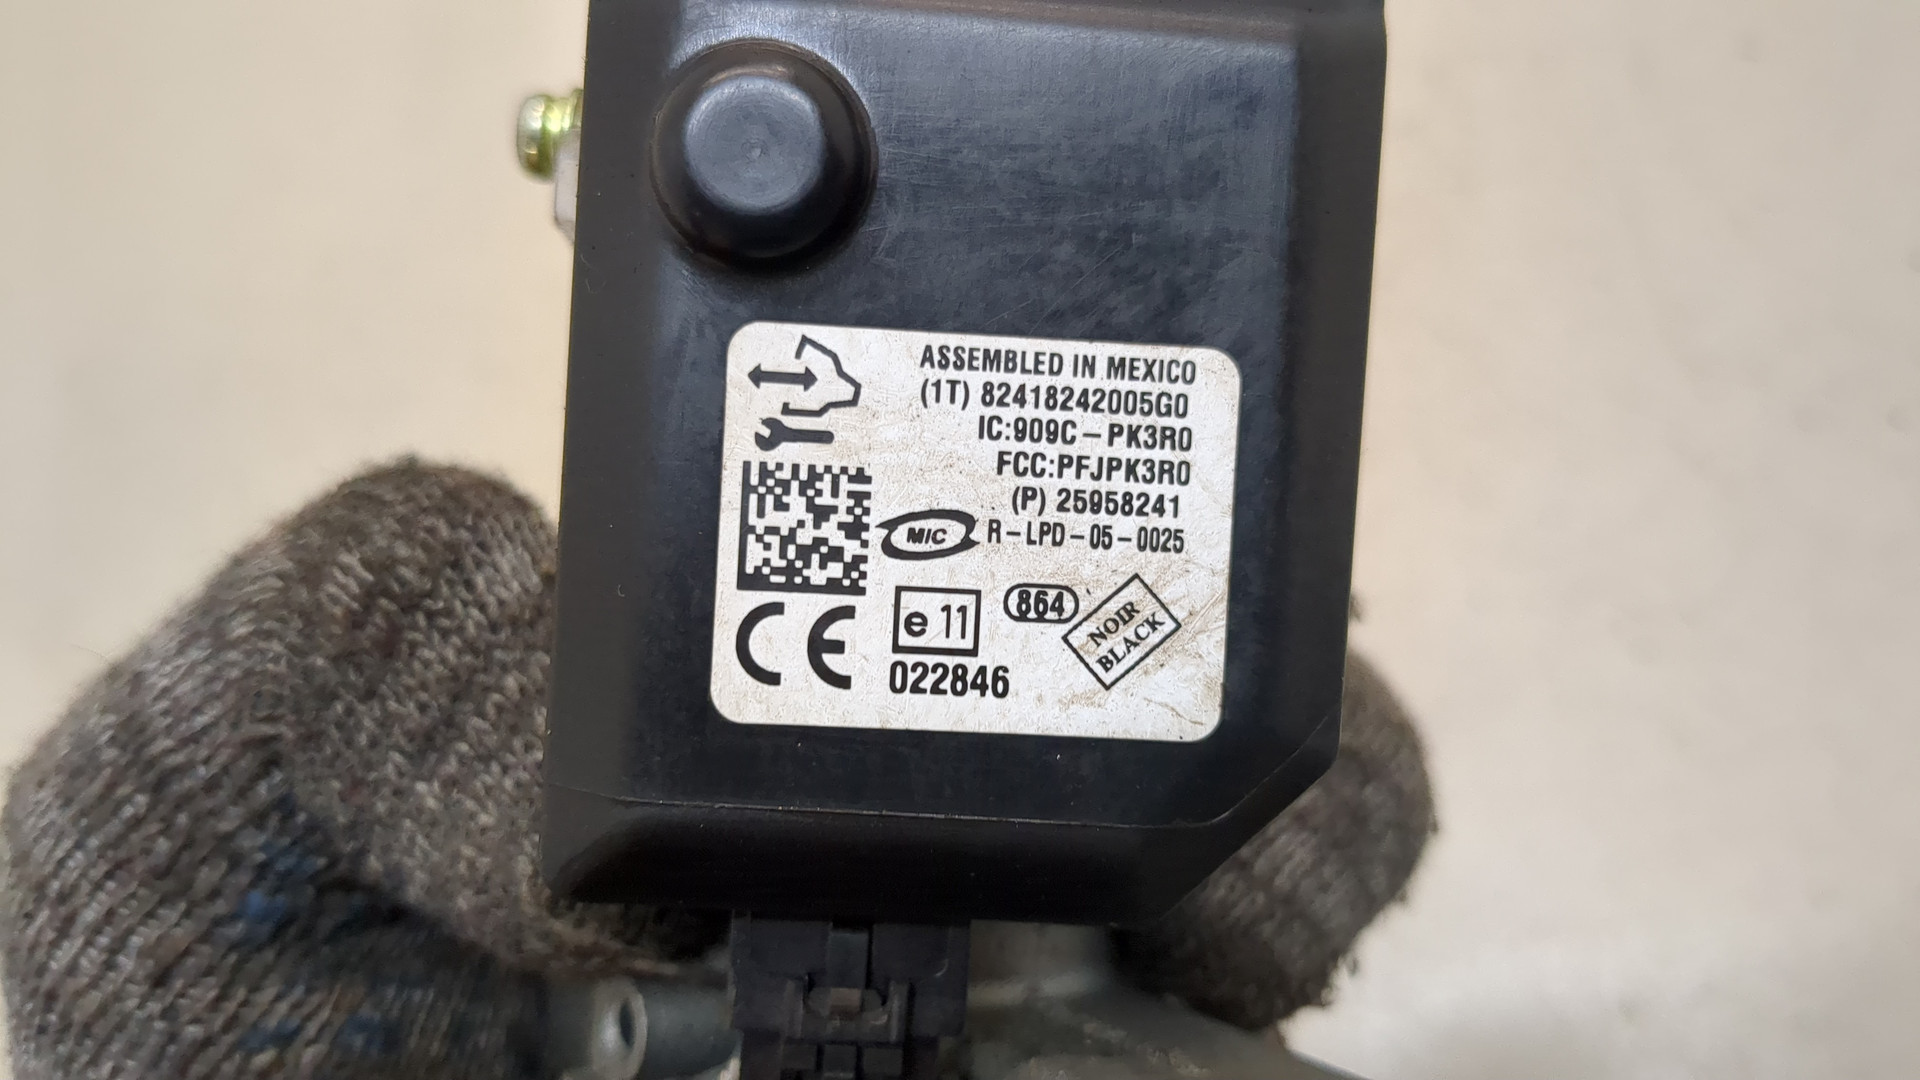 ASSEMBLED IN MEXICO
(1T) 82418242005G0
IC:909C-PK3R0
FCC:PFJPK3R0
(P) 25958241
MIC R-LPD-05-0025
CE e 11 864 NOIR BLACK
022846